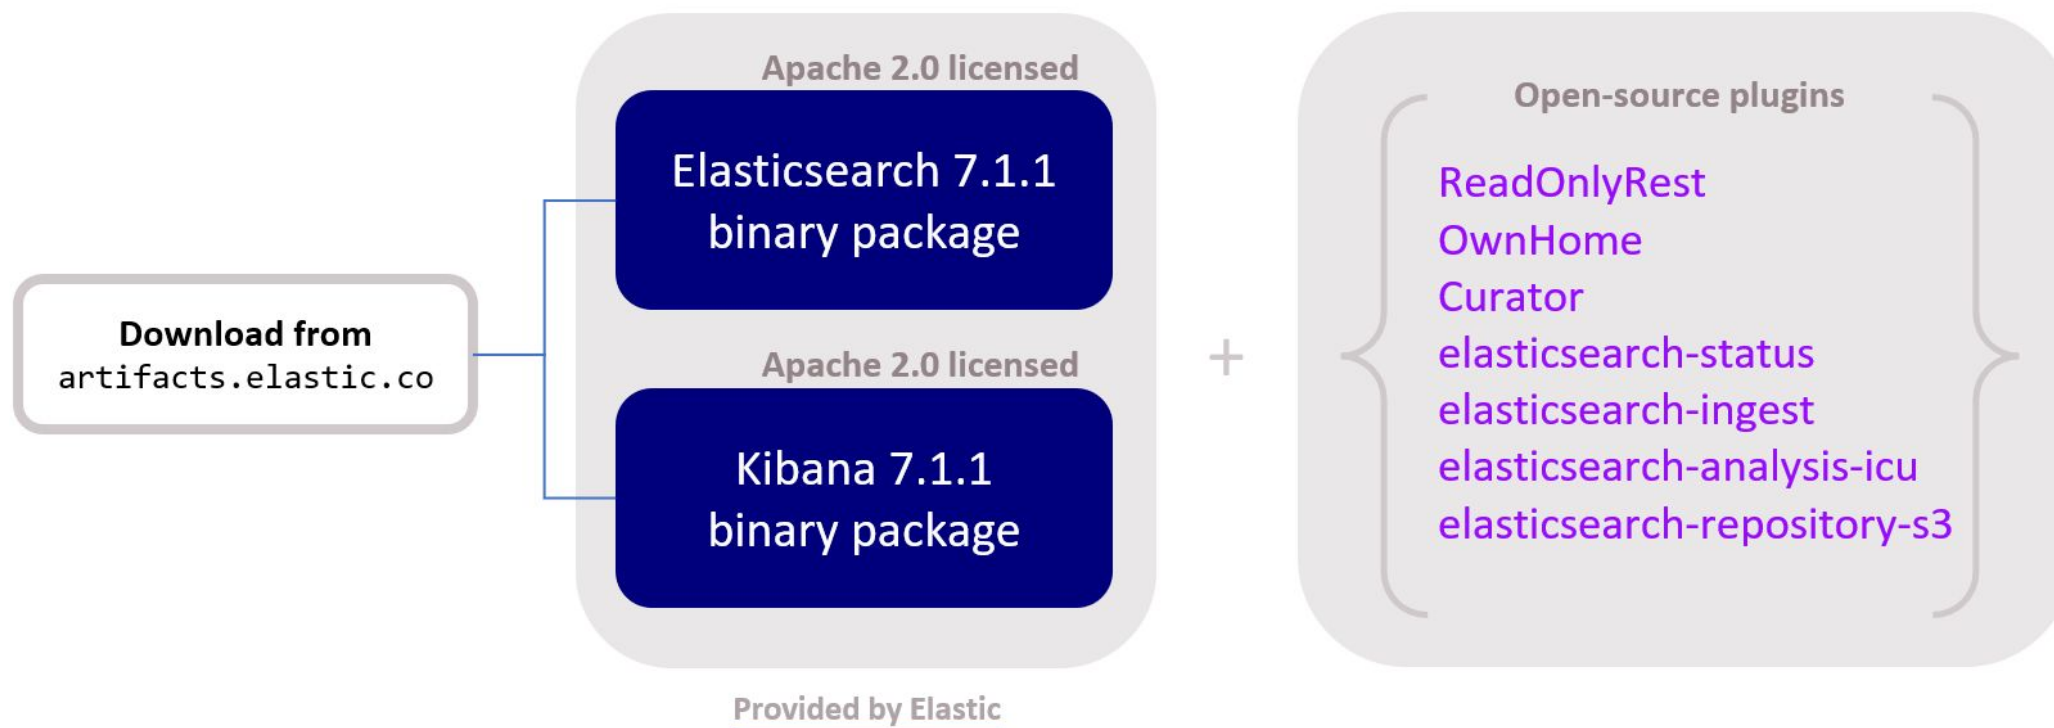 Download from
artifacts.elastic.co
Apache 2.0 licensed
Elasticsearch 7.1.1
binary package
Apache 2.0 licensed
Kibana 7.1.1
binary package
Provided by Elastic
+
Open-source plugins
ReadOnlyRest
OwnHome
Curator
elasticsearch-status
elasticsearch-ingest
elasticsearch-analysis-icu
elasticsearch-repository-s3